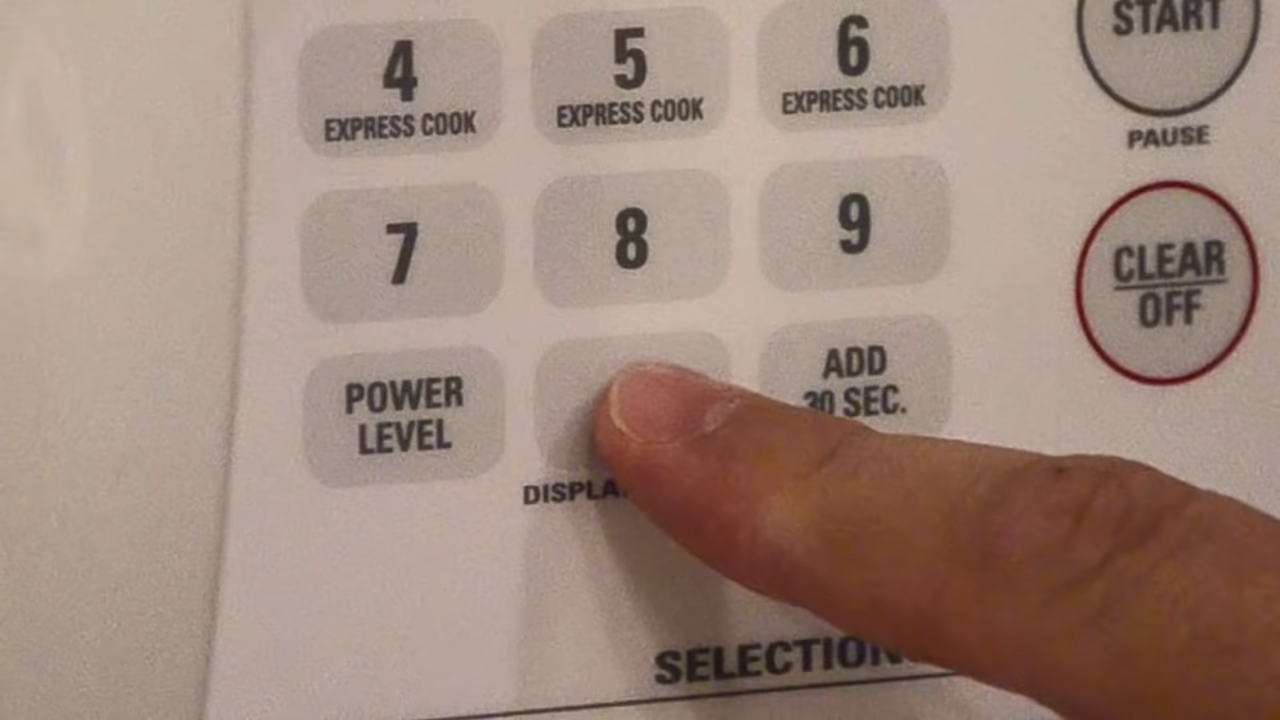 4
EXPRESS COOK
5
EXPRESS COOK
6
EXPRESS COOK
START
PAUSE
7
8
9
CLEAR
OFF
POWER
LEVEL
ADD
30 SEC.
SELECTION